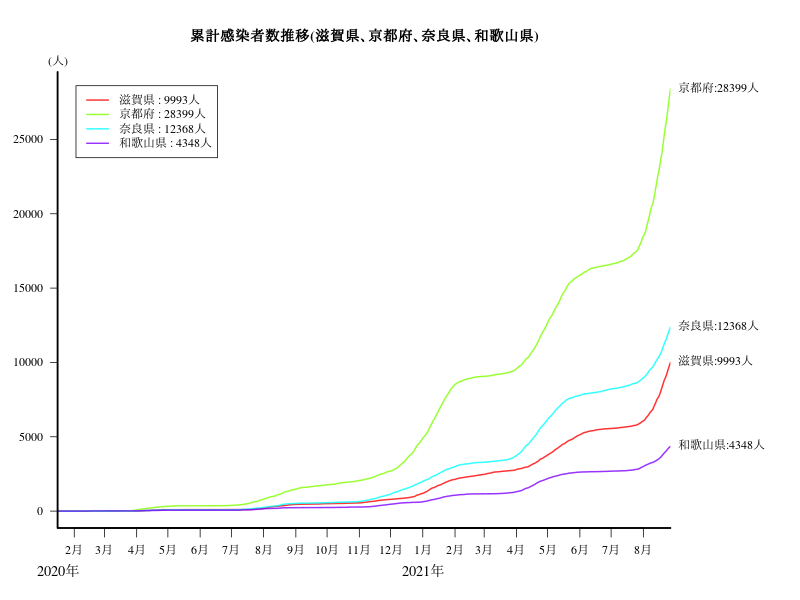 累計感染者数推移(滋賀県、京都府、奈良県、和歌山県)
(人)
滋賀県 : 9993人
京都府 : 28399人
奈良県 : 12368人
和歌山県 : 4348人
京都府:28399人
奈良県:12368人
滋賀県:9993人
和歌山県:4348人
25000
20000
15000
10000
5000
0
2月 3月 4月 5月 6月 7月 8月 9月 10月 11月 12月 1月 2月 3月 4月 5月 6月 7月 8月
2020年 2021年